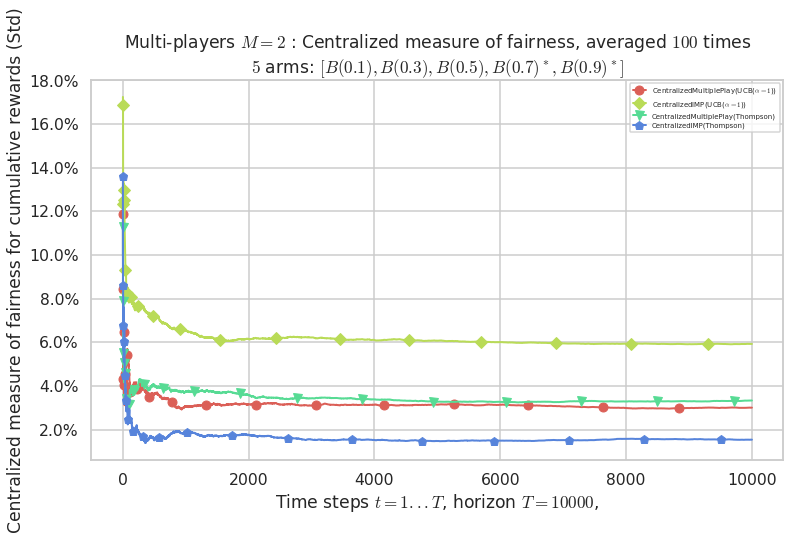 Multi-players M = 2 : Centralized measure of fairness, averaged 100 times
5 arms: [B(0.1), B(0.3), B(0.5), B(0.7)*, B(0.9)*]
Centralized measure of fairness for cumulative rewards (Std)
18.0%
16.0%
14.0%
12.0%
10.0%
8.0%
6.0%
4.0%
2.0%
CentralizedMultiplePlay(UCB(α=1))
CentralizedIMP(UCB(α=1))
CentralizedMultiplePlay(Thompson)
CentralizedIMP(Thompson)
0 2000 4000 6000 8000 10000
Time steps t = 1...T, horizon T = 10000,